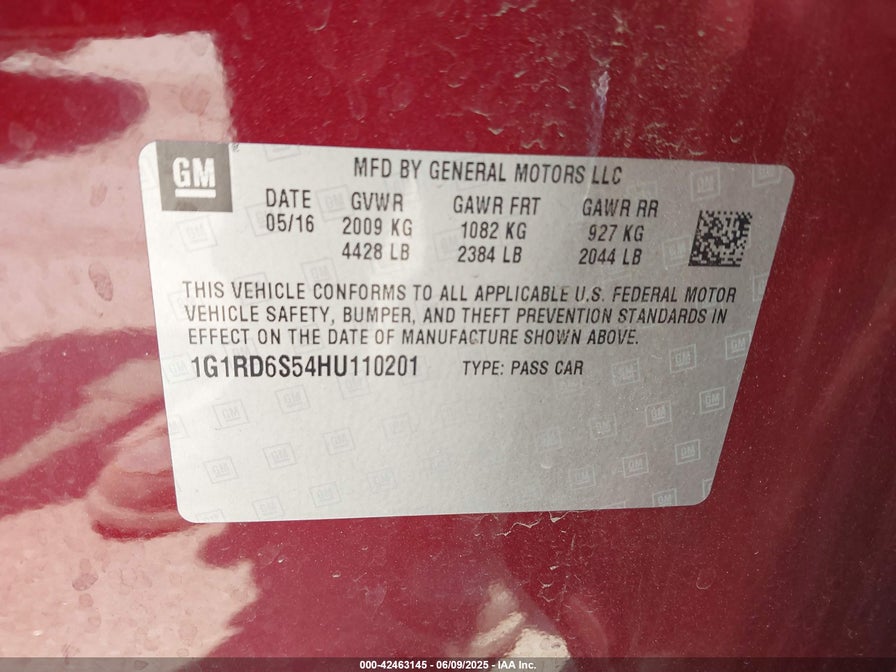 GM
MFD BY GENERAL MOTORS LLC
DATE GVWR GAWR FRT GAWR RR
05/16 2009 KG 1082 KG 927 KG
4428 LB 2384 LB 2044 LB
THIS VEHICLE CONFORMS TO ALL APPLICABLE U.S. FEDERAL MOTOR
VEHICLE SAFETY, BUMPER, AND THEFT PREVENTION STANDARDS IN
EFFECT ON THE DATE OF MANUFACTURE SHOWN ABOVE.
1G1RD6S54HU110201 TYPE: PASS CAR
000-42463145 - 06/09/2025 - IAA Inc.